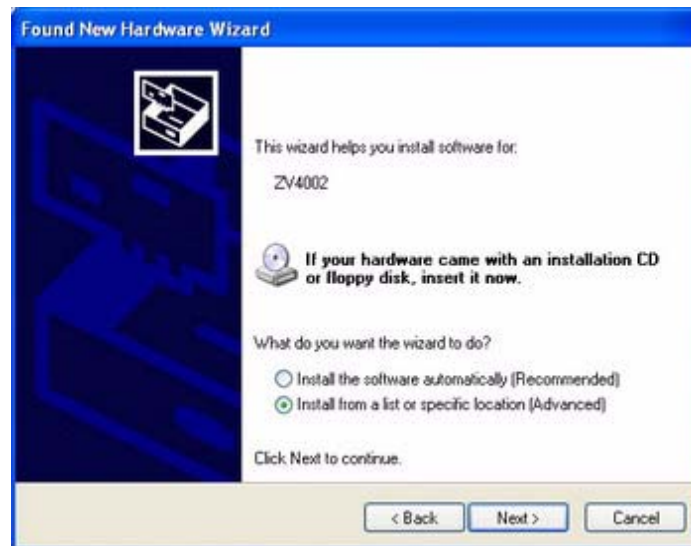 Found New Hardware Wizard
This wizard helps you install software for:
ZV4002
If your hardware came with an installation CD
or floppy disk, insert it now.
What do you want the wizard to do?
Install the software automatically (Recommended)
Install from a list or specific location (Advanced)
Click Next to continue.
< Back
Next >
Cancel